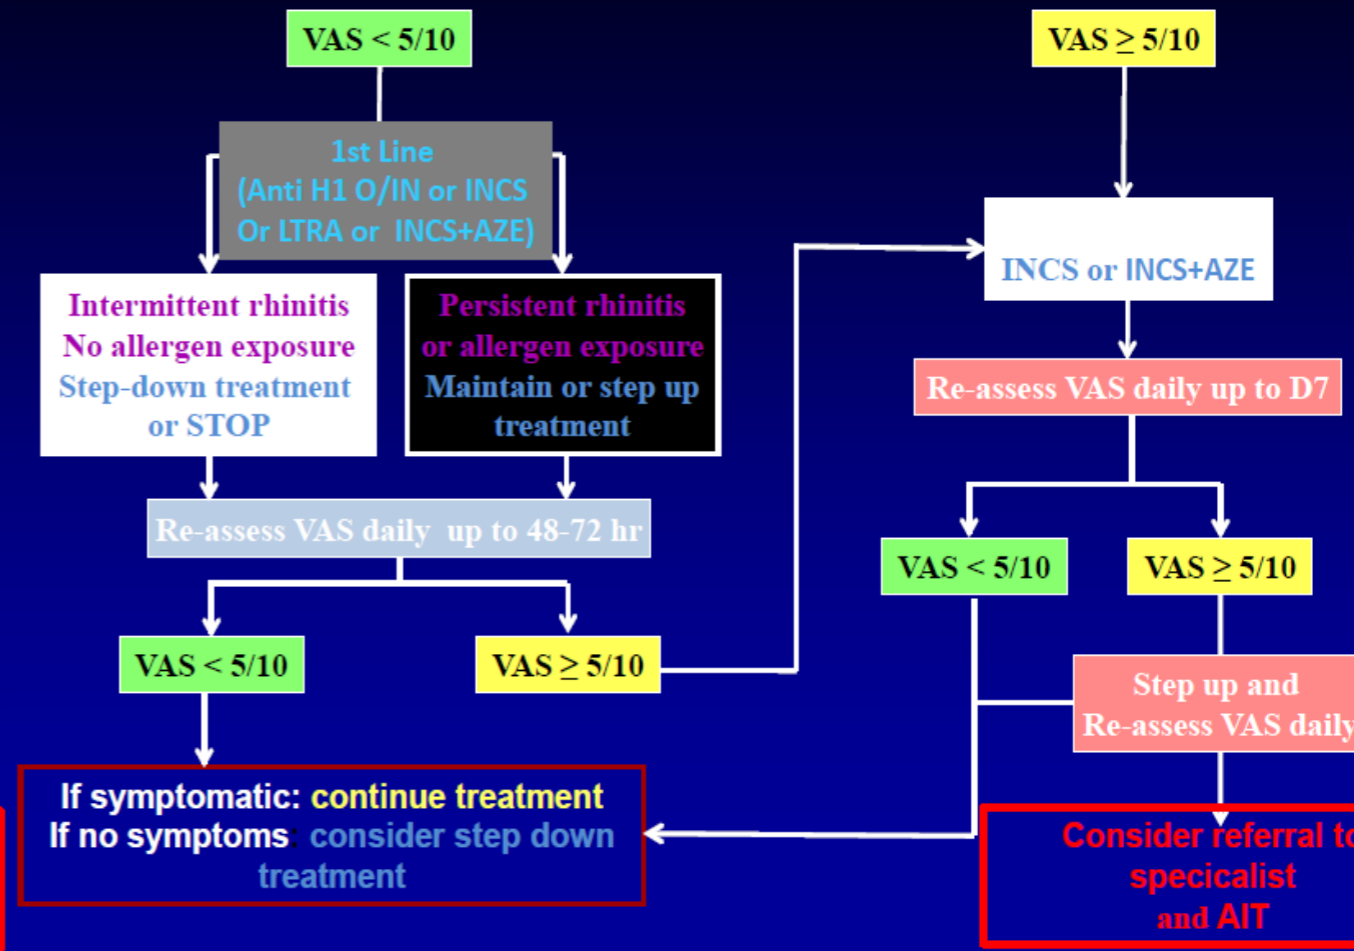 VAS < 5/10
VAS ≥ 5/10
1st Line
(Anti H1 O/IN or INCS
Or LTRA or INCS+AZE)
INCS or INCS+AZE
Intermittent rhinitis
No allergen exposure
Step-down treatment
or STOP
Persistent rhinitis
or allergen exposure
Maintain or step up
treatment
Re-assess VAS daily up to D7
Re-assess VAS daily up to 48-72 hr
VAS < 5/10
VAS ≥ 5/10
VAS < 5/10
VAS ≥ 5/10
Step up and
Re-assess VAS daily
If symptomatic: continue treatment
If no symptoms: consider step down
treatment
Consider referral to
specicalist
and AIT